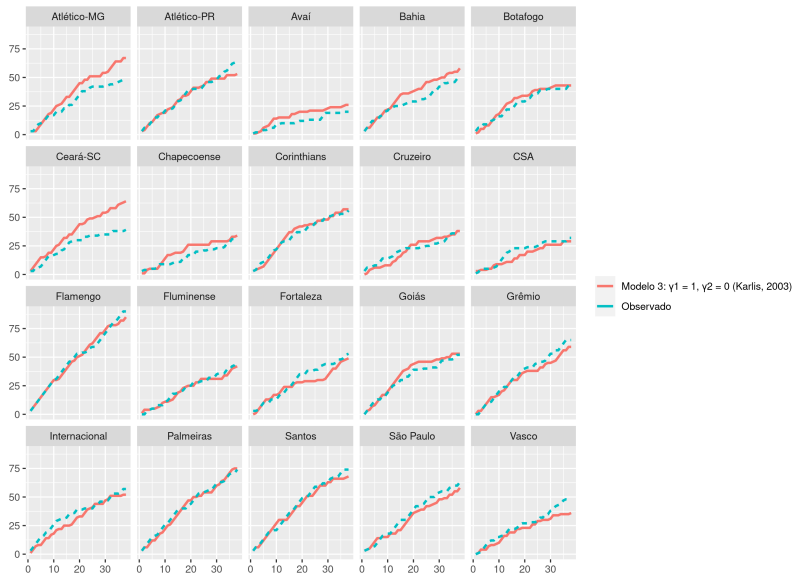 Atlético-MG Atlético-PR Avaí Bahia Botafogo
75
50
25
0
Ceará-SC Chapecoense Corinthians Cruzeiro CSA
75
50
25
0
Modelo 3: γ1 = 1, γ2 = 0 (Karlis, 2003)
Observado
Flamengo Fluminense Fortaleza Goiás Grêmio
75
50
25
0
Internacional Palmeiras Santos São Paulo Vasco
75
50
25
0
0 10 20 30 0 10 20 30 0 10 20 30 0 10 20 30 0 10 20 30